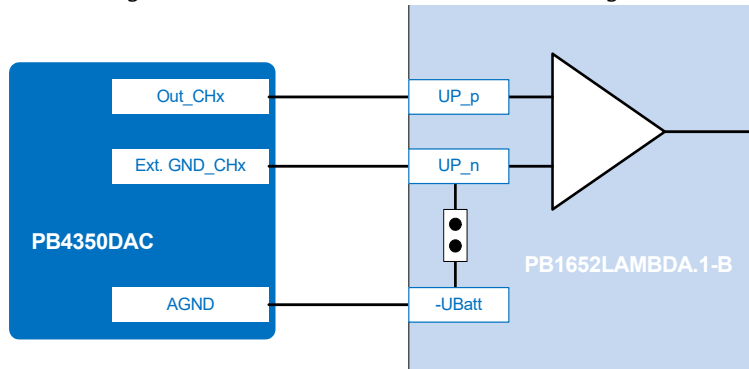 Out_CHx
UP_p
Ext. GND_CHx
UP_n
PB4350DAC
PB1652LAMBDA.1-B
AGND
-UBatt